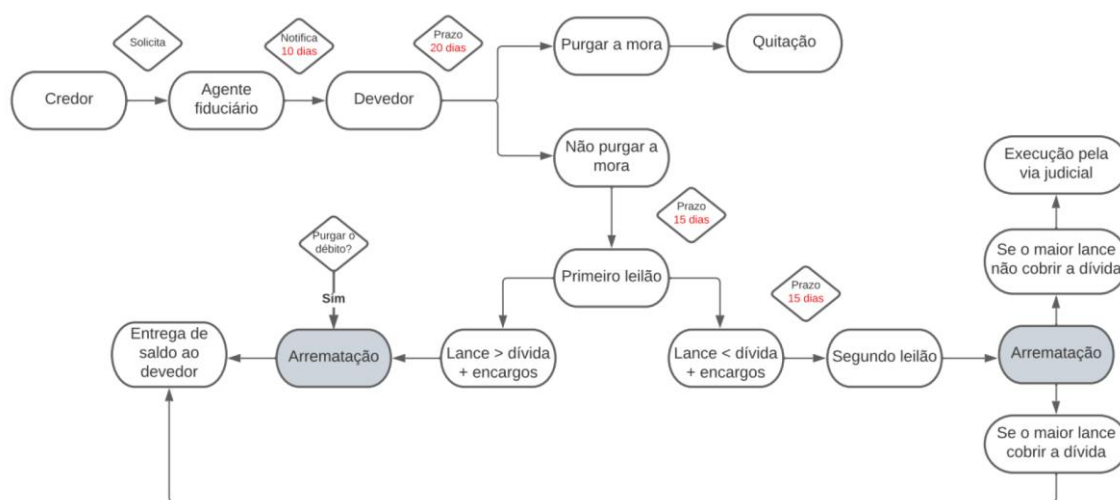 Solicita
Notifica
10 dias
Prazo
20 dias
Purgar a mora
Quitação
Credor
Agente
fiduciário
Devedor
Não purgar a
mora
Execução pela
via judicial
Prazo
15 dias
Purgar o
débito?
Sim
Primeiro leilão
Prazo
15 dias
Se o maior lance
não cobrir a dívida
Entrega de
saldo ao
devedor
Arrematação
Lance > dívida
+ encargos
Lance < dívida
+ encargos
Segundo leilão
Arrematação
Se o maior lance
cobrir a dívida